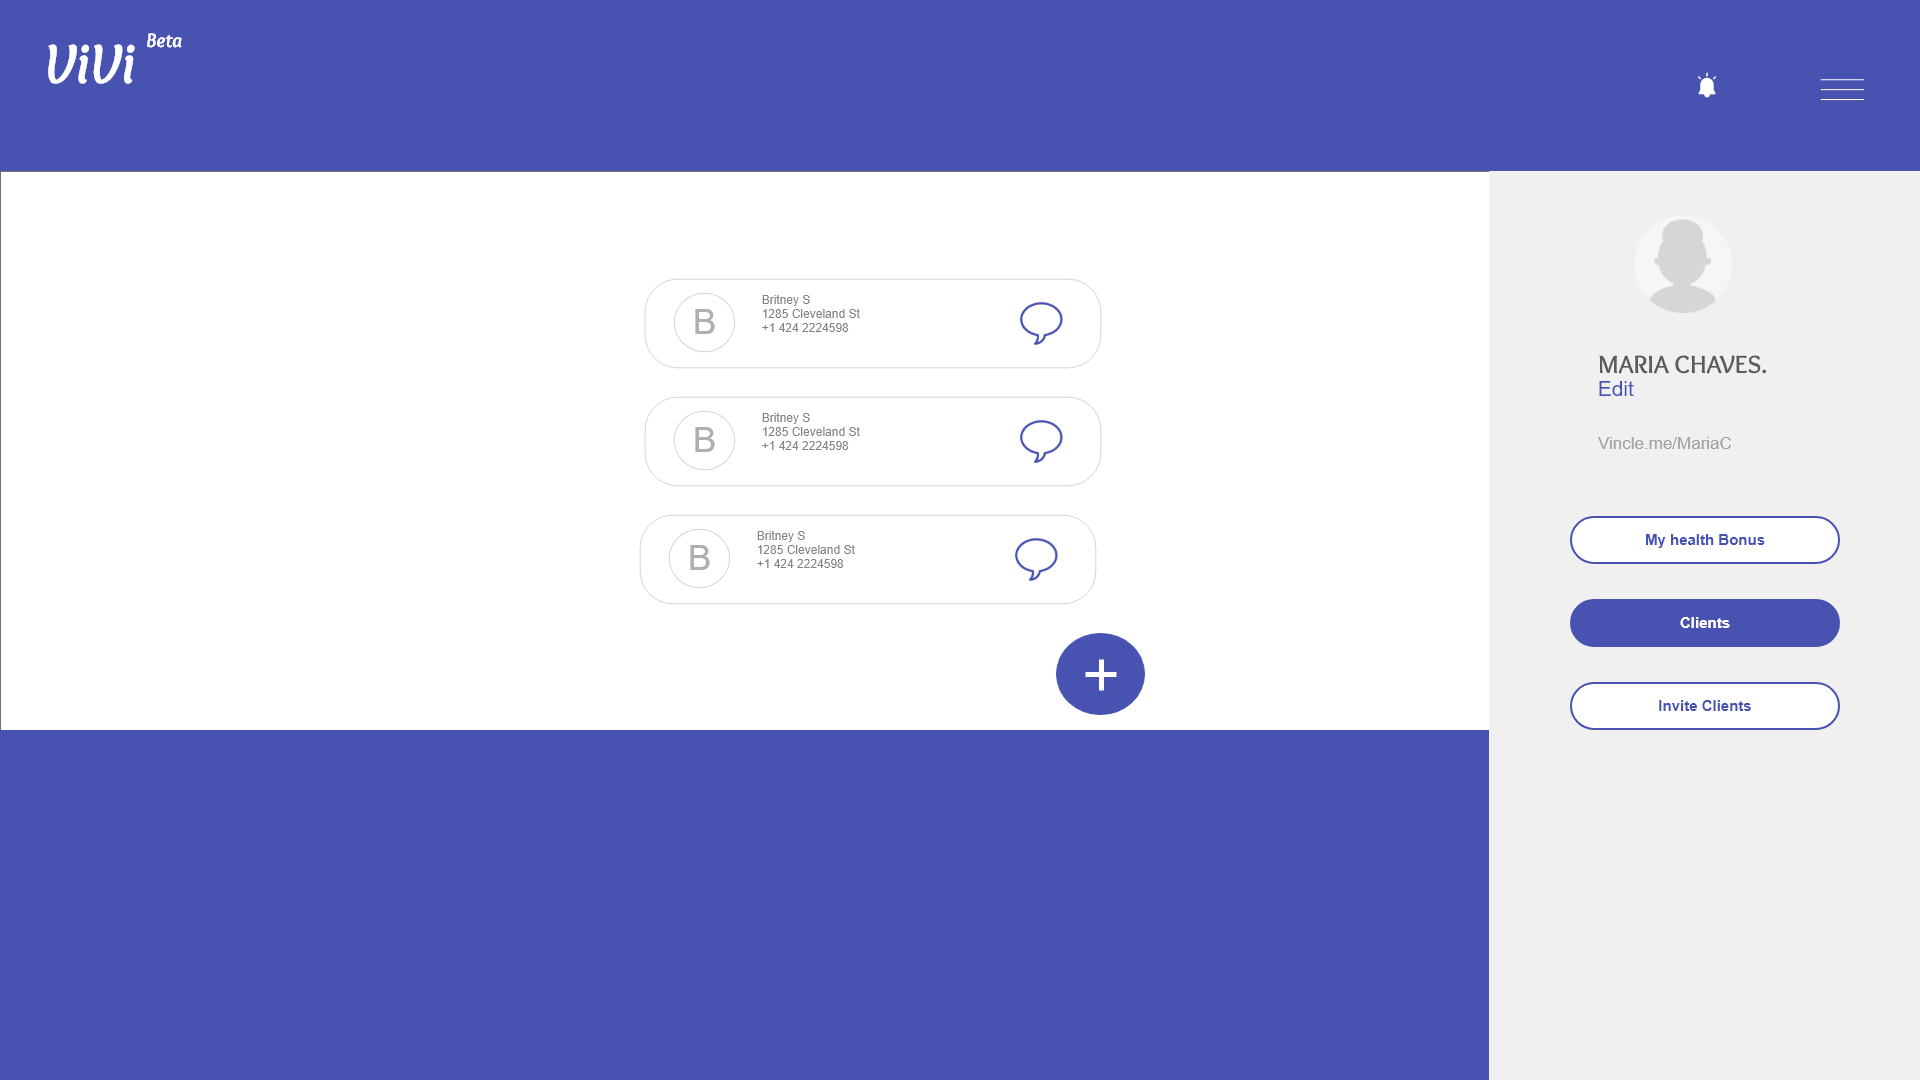 ViVi Beta
Britney S
1285 Cleveland St
+1 424 2224598
B
Britney S
1285 Cleveland St
+1 424 2224598
B
Britney S
1285 Cleveland St
+1 424 2224598
B
+
MARIA CHAVES.
Edit
Vincle.me/MariaC
My health Bonus
Clients
Invite Clients